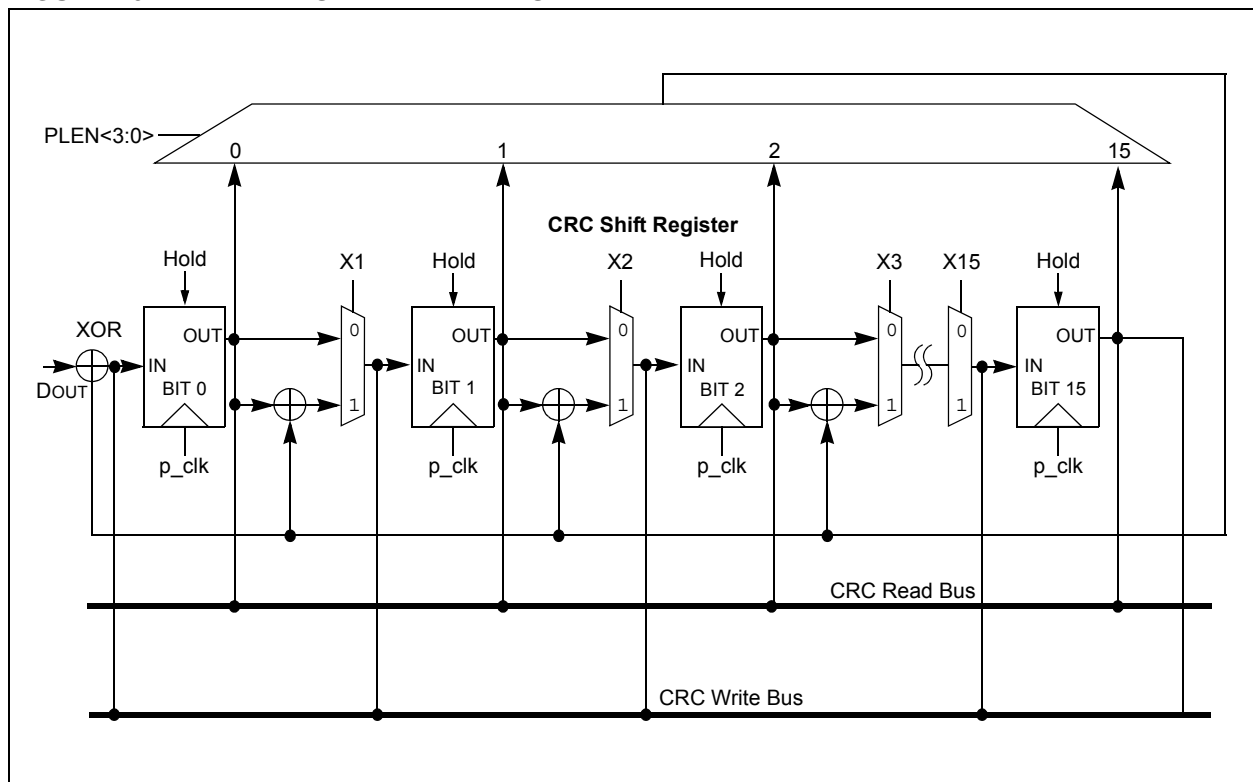 PLEN<3:0>
0 1 2 15
CRC Shift Register
Hold X1 Hold X2 Hold X3 X15 Hold
XOR
OUT 0 OUT 0 OUT 0 0 OUT
IN IN IN IN
DOUT
BIT 0 1 BIT 1 1 BIT 2 1 1 BIT 15
p_clk p_clk p_clk p_clk
CRC Read Bus
CRC Write Bus